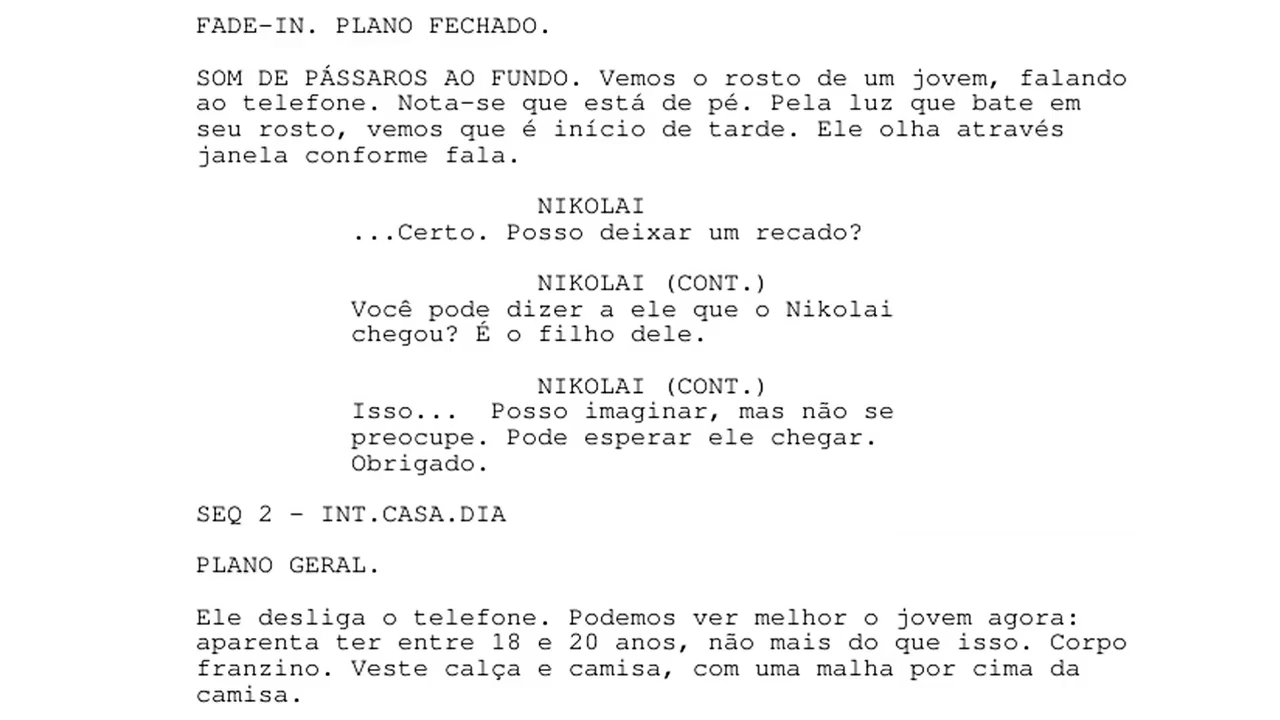 FADE-IN. PLANO FECHADO.
SOM DE PÁSSAROS AO FUNDO. Vemos o rosto de um jovem, falando
ao telefone. Nota-se que está de pé. Pela luz que bate em
seu rosto, vemos que é início de tarde. Ele olha através
janela conforme fala.
NIKOLAI
...Certo. Posso deixar um recado?
NIKOLAI (CONT.)
Você pode dizer a ele que o Nikolai
chegou? É o filho dele.
NIKOLAI (CONT.)
Isso... Posso imaginar, mas não se
preocupe. Pode esperar ele chegar.
Obrigado.
SEQ 2 - INT.CASA.DIA
PLANO GERAL.
Ele desliga o telefone. Podemos ver melhor o jovem agora:
aparenta ter entre 18 e 20 anos, não mais do que isso. Corpo
franzino. Veste calça e camisa, com uma malha por cima da
camisa.